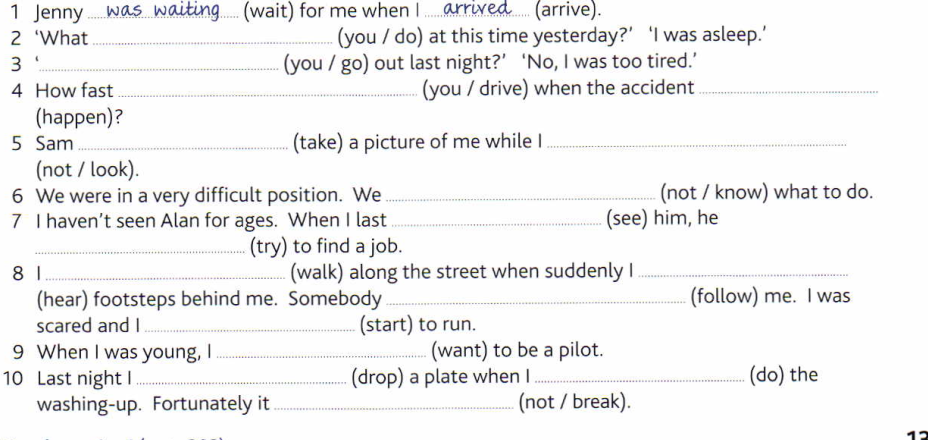 1 Jenny was waiting (wait) for me when I arrived (arrive).
2 ‘What ........ (you / do) at this time yesterday?’ ‘I was asleep.’
3 ‘........ (you / go) out last night?’ ‘No, I was too tired.’
4 How fast ........ (you / drive) when the accident ........
(happen)?
5 Sam ........ (take) a picture of me while I ........
(not / look).
6 We were in a very difficult position. We ........ (not / know) what to do.
7 I haven’t seen Alan for ages. When I last ........ (see) him, he
........ (try) to find a job.
8 I ........ (walk) along the street when suddenly I ........
(hear) footsteps behind me. Somebody ........ (follow) me. I was
scared and I ........ (start) to run.
9 When I was young, I ........ (want) to be a pilot.
10 Last night I ........ (drop) a plate when I ........ (do) the
washing-up. Fortunately it ........ (not / break).